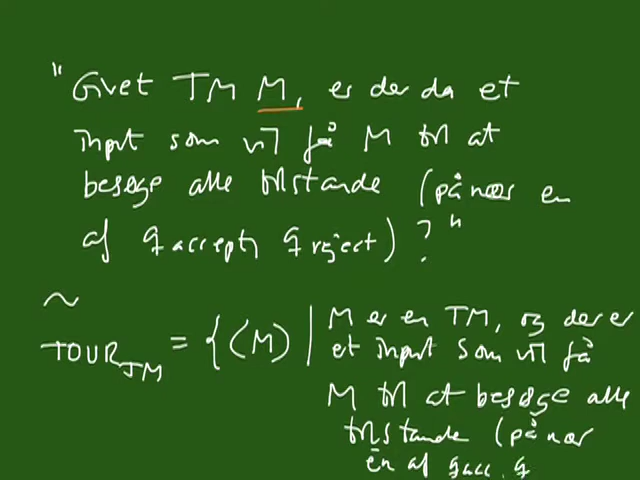 "Givet TM M, er der da et
input som vil få M til at
besøge alle tilstande (på nær en
af qaccept, qreject)?"
~
TOURTM = {⟨M⟩ | M er en TM, og der er
et input som vil få
M til at besøge alle
tilstande (på nær
én af qacc, q